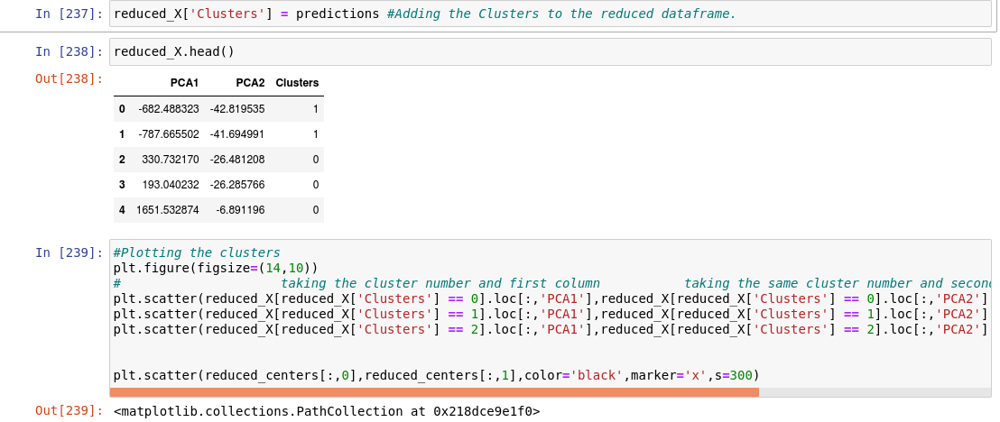 In [237]: reduced_X['Clusters'] = predictions #Adding the Clusters to the reduced dataframe.
In [238]: reduced_X.head()
Out[238]:
PCA1 PCA2 Clusters
0 -682.488323 -42.819535 1
1 -787.665502 -41.694991 1
2 330.732170 -26.481208 0
3 193.040232 -26.285766 0
4 1651.532874 -6.891196 0
In [239]: #Plotting the clusters
plt.figure(figsize=(14,10))
# taking the cluster number and first column taking the same cluster number and second
plt.scatter(reduced_X[reduced_X['Clusters'] == 0].loc[:,'PCA1'],reduced_X[reduced_X['Clusters'] == 0].loc[:,'PCA2']
plt.scatter(reduced_X[reduced_X['Clusters'] == 1].loc[:,'PCA1'],reduced_X[reduced_X['Clusters'] == 1].loc[:,'PCA2']
plt.scatter(reduced_X[reduced_X['Clusters'] == 2].loc[:,'PCA1'],reduced_X[reduced_X['Clusters'] == 2].loc[:,'PCA2']
plt.scatter(reduced_centers[:,0],reduced_centers[:,1],color='black',marker='x',s=300)
Out[239]: <matplotlib.collections.PathCollection at 0x218dce9e1f0>